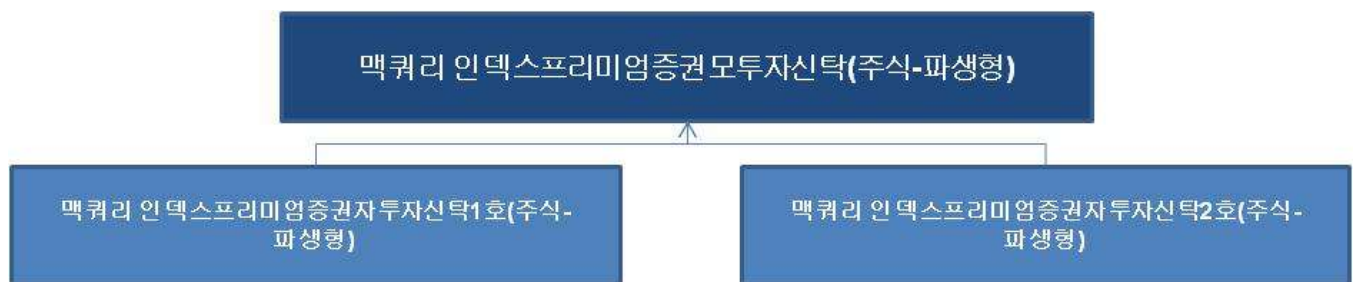 맥쿼리 인덱스프리미엄증권모투자신탁(주식-파생형)
맥쿼리 인덱스프리미엄증권자투자신탁1호(주식-
파생형)
맥쿼리 인덱스프리미엄증권자투자신탁2호(주식-
파생형)